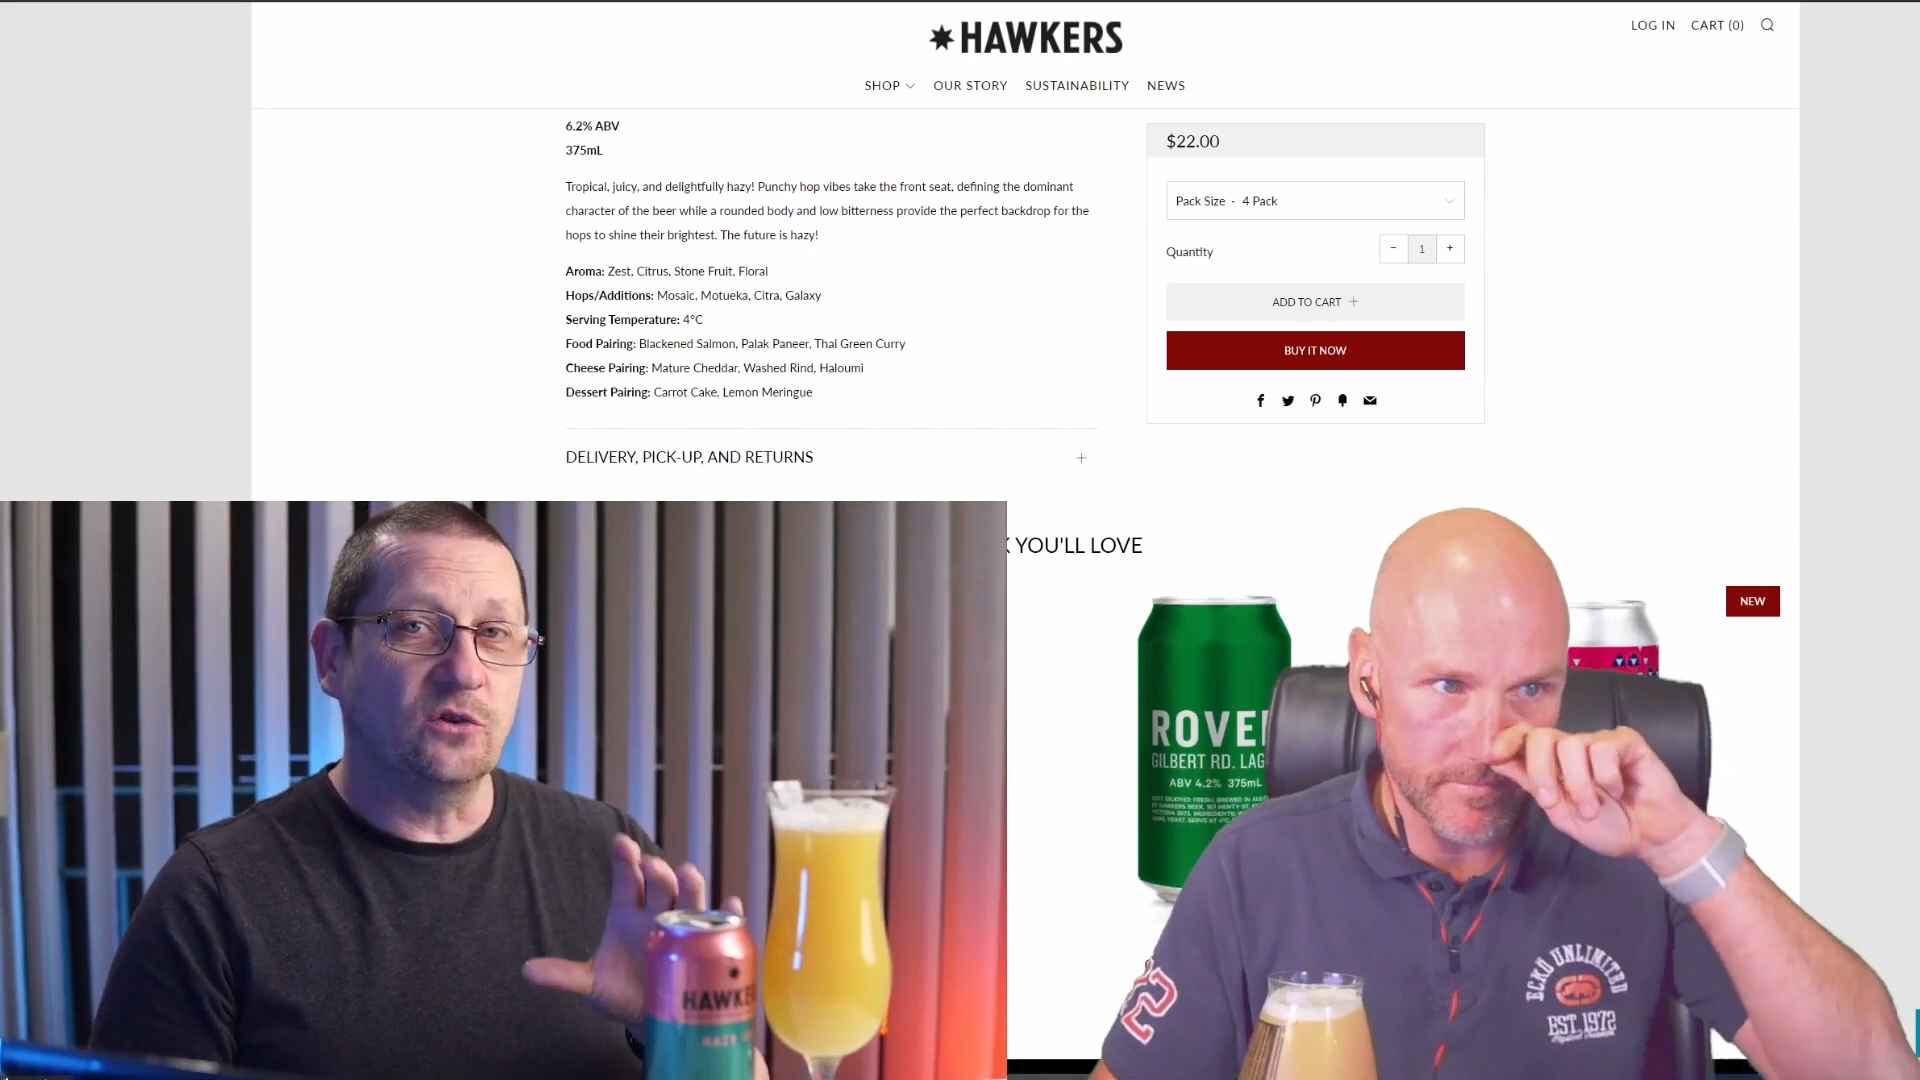 HAWKERS
LOG IN CART (0)
SHOP OUR STORY SUSTAINABILITY NEWS
6.2% ABV
375mL
Tropical, juicy, and delightfully hazy! Punchy hop vibes take the front seat, defining the dominant
character of the beer while a rounded body and low bitterness provide the perfect backdrop for the
hops to shine their brightest. The future is hazy!
Aroma: Zest, Citrus, Stone Fruit, Floral
Hops/Additions: Mosaic, Motueka, Citra, Galaxy
Serving Temperature: 4°C
Food Pairing: Blackened Salmon, Palak Paneer, Thai Green Curry
Cheese Pairing: Mature Cheddar, Washed Rind, Haloumi
Dessert Pairing: Carrot Cake, Lemon Meringue
DELIVERY, PICK-UP, AND RETURNS +
$22.00
Pack Size - 4 Pack
Quantity − 1 +
ADD TO CART +
BUY IT NOW
YOU'LL LOVE
NEW
ROVE
GILBERT RD. LAG
ABV 4.2% 375mL
HAWKE
HAZY
ECKŌ UNLIMITED
EST. 1972